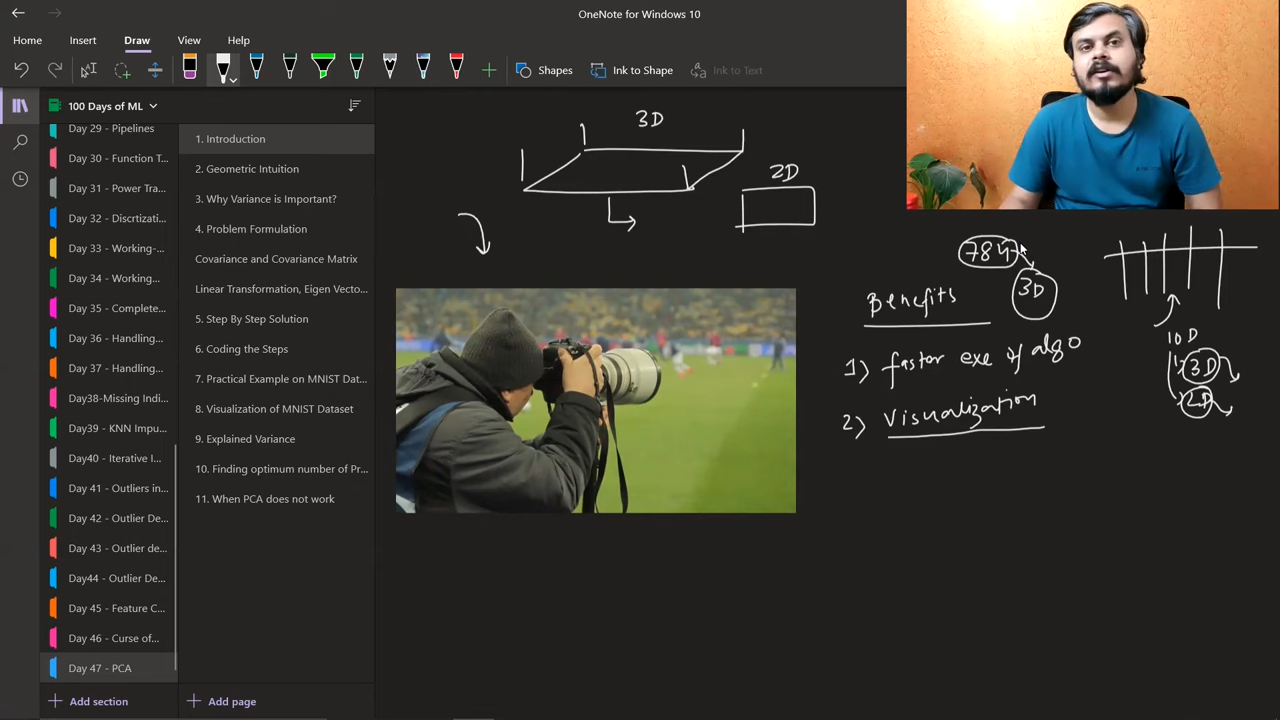 OneNote for Windows 10
Home Insert Draw View Help
Shapes Ink to Shape Ink to Text
100 Days of ML
Day 29 - Pipelines
Day 30 - Function T...
Day 31 - Power Tra...
Day 32 - Discrtizati...
Day 33 - Working-...
Day 34 - Working...
Day 35 - Complete...
Day 36 - Handling...
Day 37 - Handling...
Day38-Missing Indi...
Day39 - KNN Impu...
Day40 - Iterative I...
Day 41 - Outliers in...
Day 42 - Outlier De...
Day 43 - Outlier de...
Day44 - Outlier De...
Day 45 - Feature C...
Day 46 - Curse of...
Day 47 - PCA
Add section
1. Introduction
2. Geometric Intuition
3. Why Variance is Important?
4. Problem Formulation
Covariance and Covariance Matrix
Linear Transformation, Eigen Vecto...
5. Step By Step Solution
6. Coding the Steps
7. Practical Example on MNIST Dat...
8. Visualization of MNIST Dataset
9. Explained Variance
10. Finding optimum number of Pr...
11. When PCA does not work
Add page
3D
2D
784
3D
Benefits
1) faster exe of algo
2) Visualization
10D
3D
2D